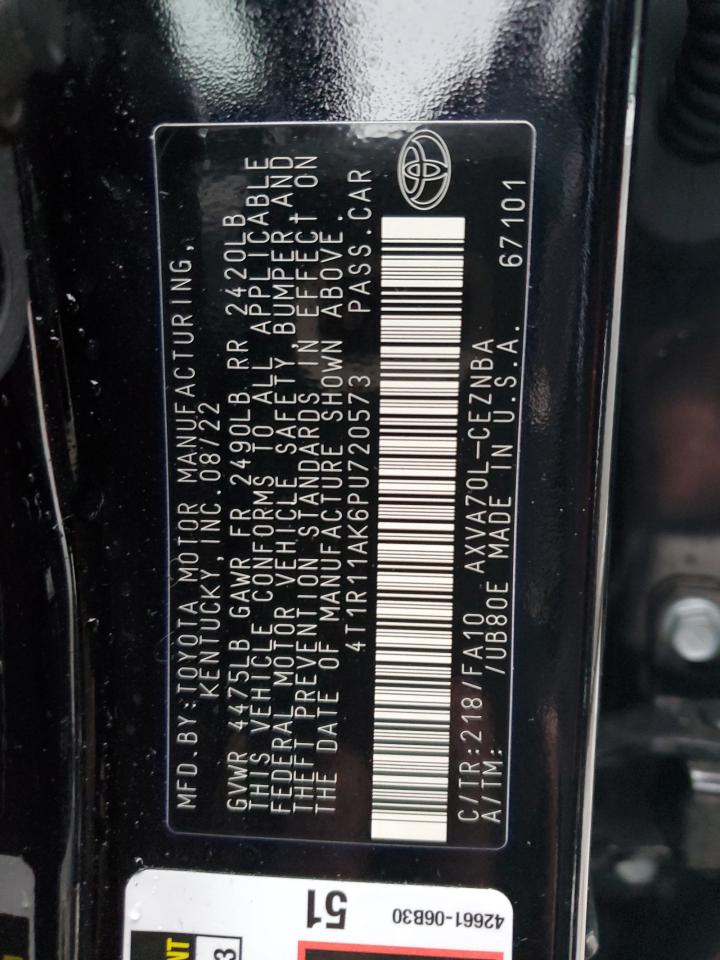 MFD.BY:TOYOTA MOTOR MANUFACTURING,
KENTUCKY, INC.08/22
GVWR 4475LB GAWR FR 2490LB RR 2420LB
THIS VEHICLE CONFORMS TO ALL APPLICABLE
FEDERAL MOTOR VEHICLE SAFETY, BUMPER, AND
THEFT PREVENTION STANDARDS IN EFFECT ON
THE DATE OF MANUFACTURE SHOWN ABOVE.
4T1R11AK6PU720573 PASS.CAR
C/TR:218/FA10 AXVA70L-CEZNBA
A/TM: /UB80E MADE IN U.S.A. 67101
42661-06B30
51